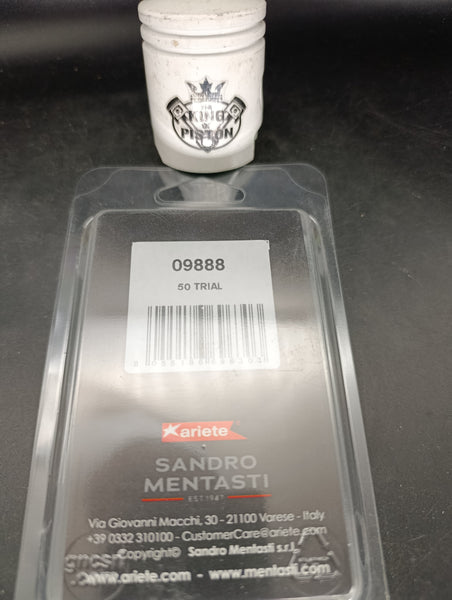 THE
KING
OF
PISTON
09888
50 TRIAL
ariete
SANDRO
MENTASTI
EST.1947
Via Giovanni Macchi, 30 - 21100 Varese - Italy
+39 0332 310100 - CustomerCare@ariete.com
Copyright© Sandro Mentasti s.r.l.
www.ariete.com - www.mentasti.com